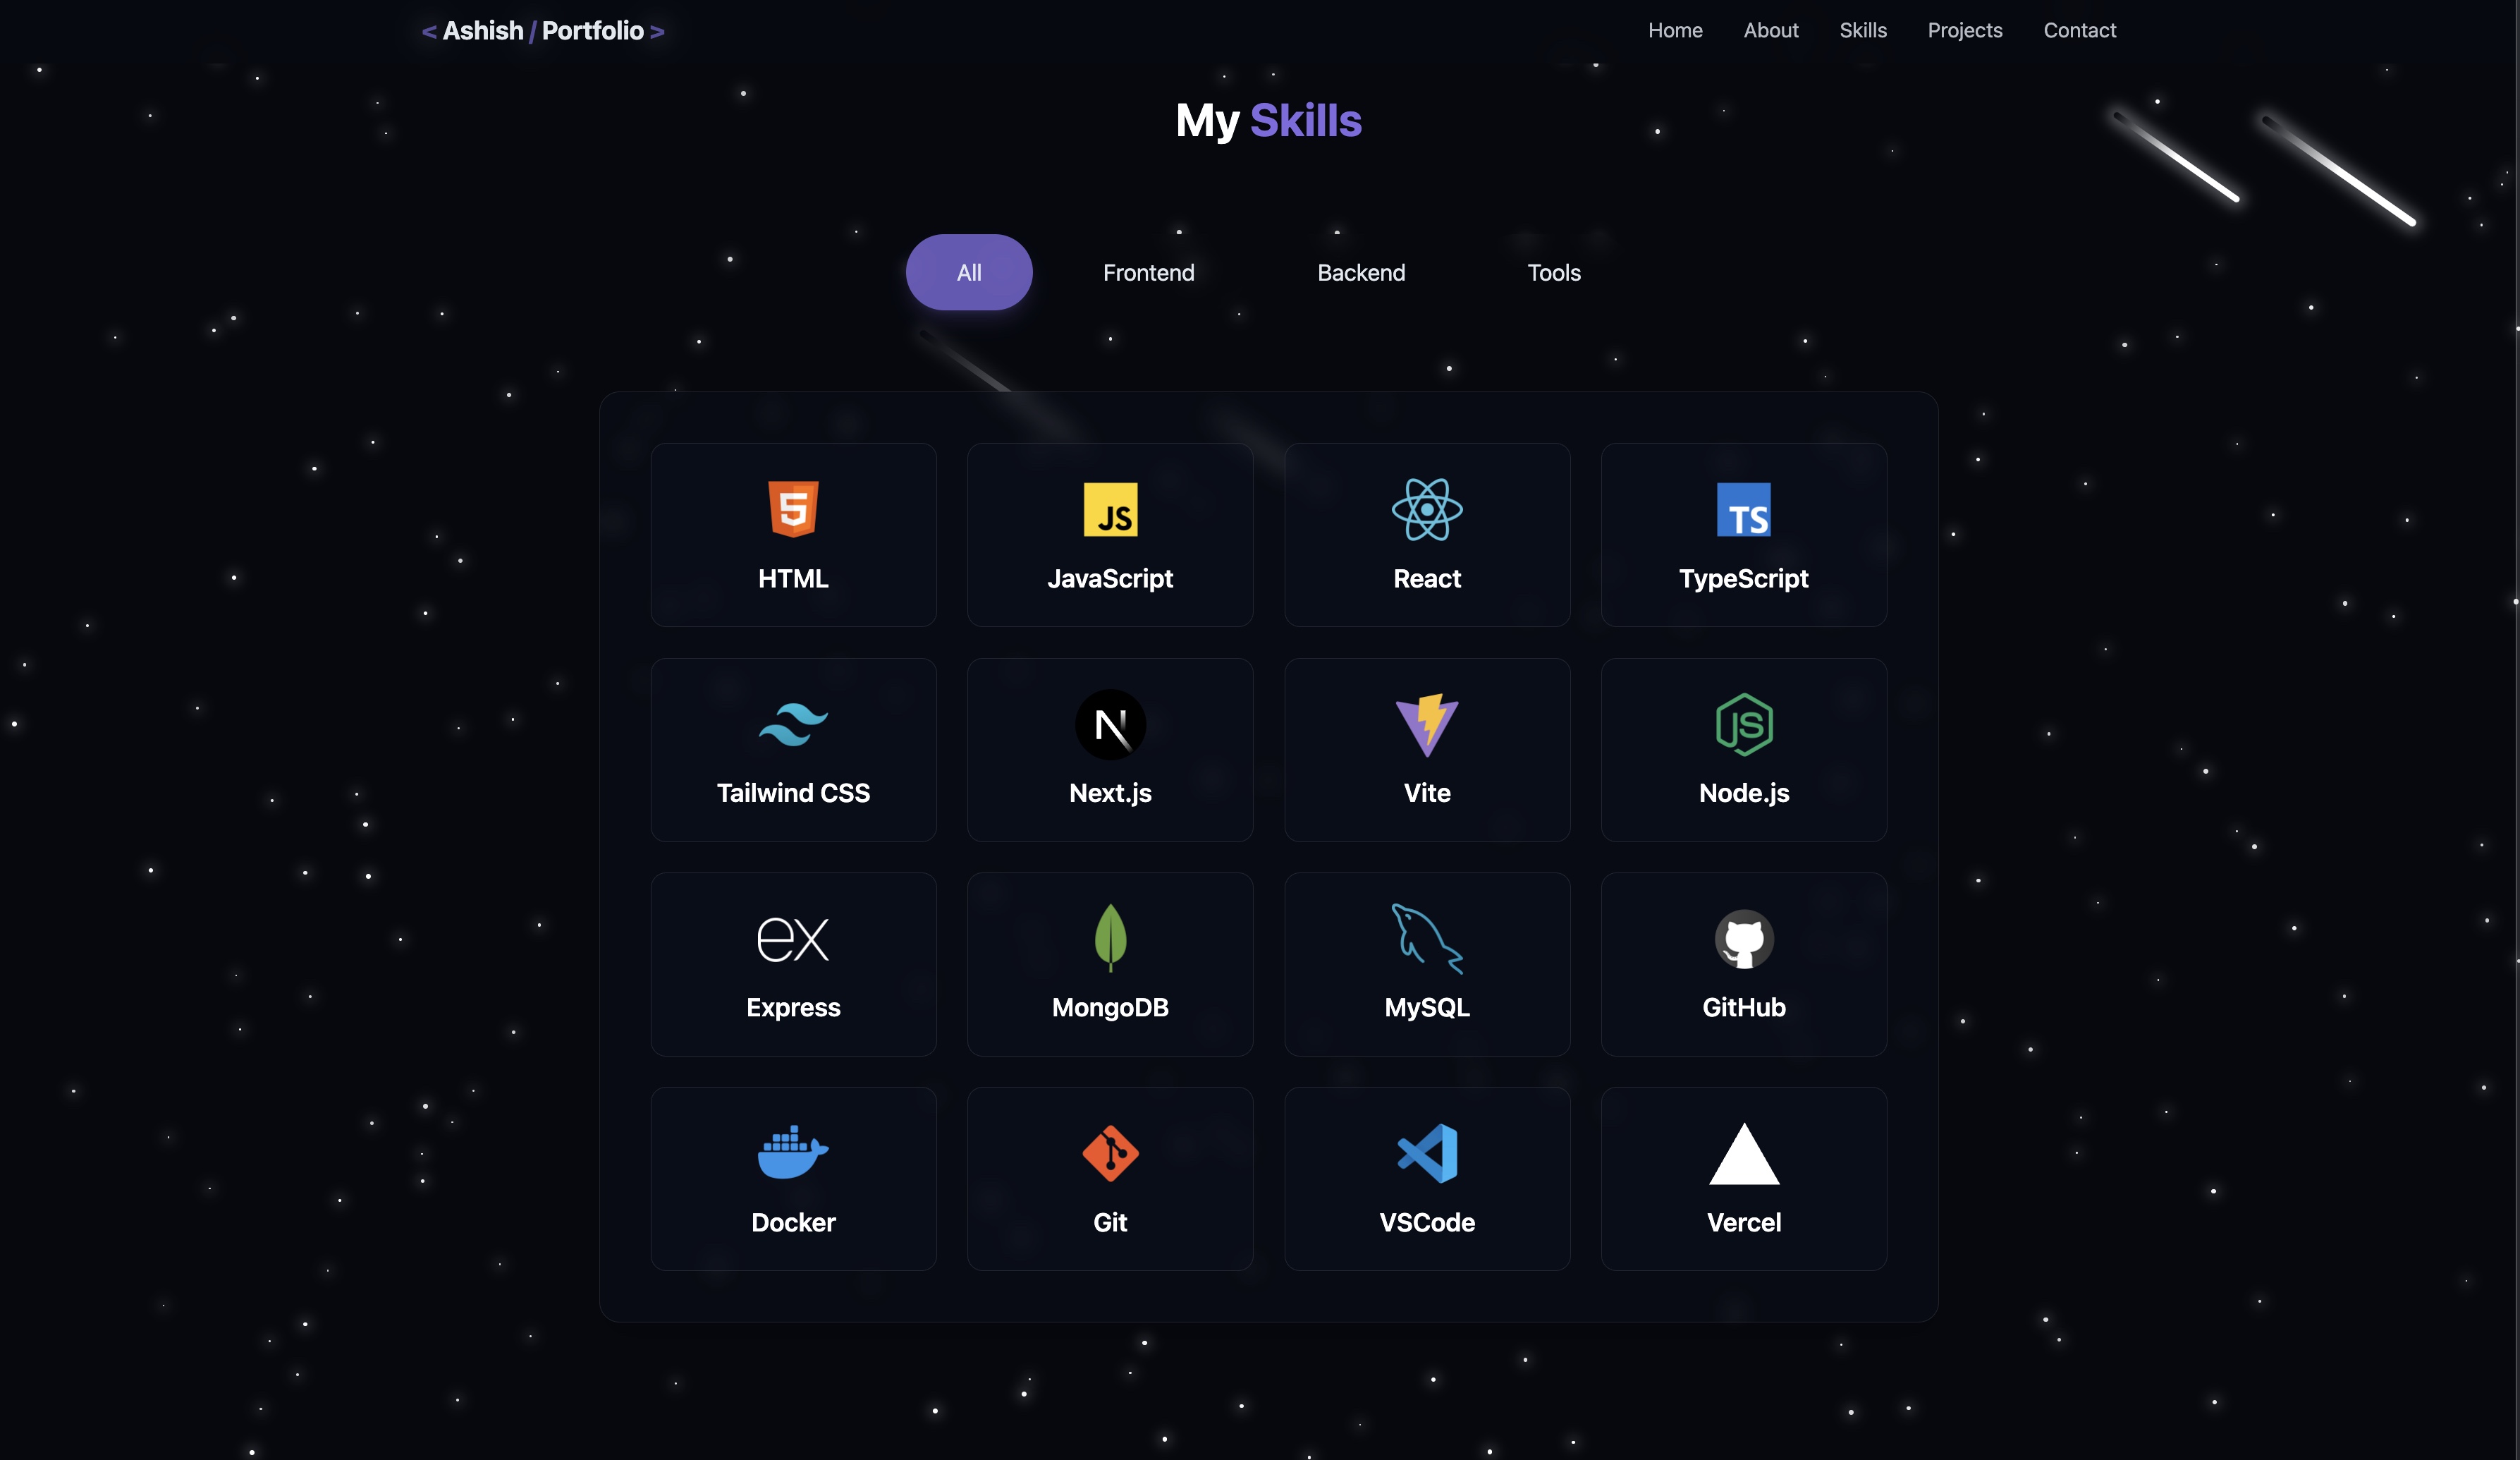 < Ashish / Portfolio >
Home About Skills Projects Contact
My Skills
All Frontend Backend Tools
5 JS TS
HTML JavaScript React TypeScript
N JS
Tailwind CSS Next.js Vite Node.js
ex
Express MongoDB MySQL GitHub
Docker Git VSCode Vercel